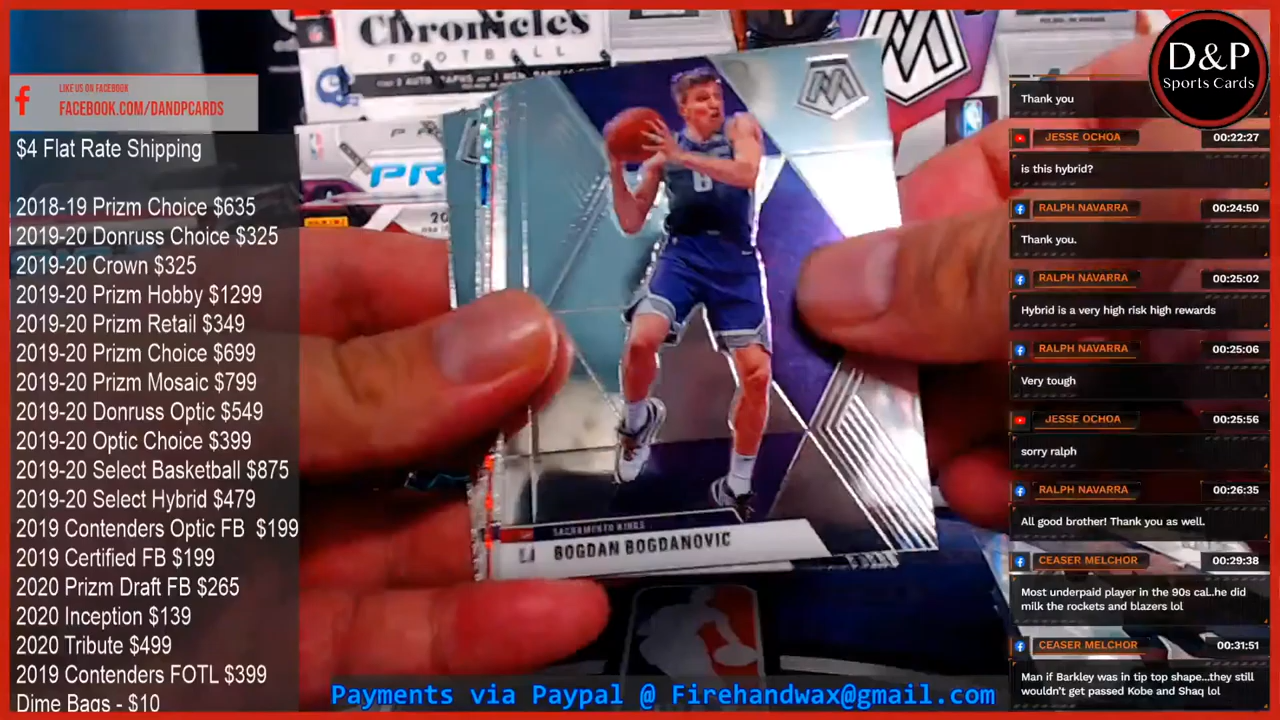 LIKE US ON FACEBOOK
FACEBOOK.COM/DANDPCARDS
$4 Flat Rate Shipping
2018-19 Prizm Choice $635
2019-20 Donruss Choice $325
2019-20 Crown $325
2019-20 Prizm Hobby $1299
2019-20 Prizm Retail $349
2019-20 Prizm Choice $699
2019-20 Prizm Mosaic $799
2019-20 Donruss Optic $549
2019-20 Optic Choice $399
2019-20 Select Basketball $875
2019-20 Select Hybrid $479
2019 Contenders Optic FB $199
2019 Certified FB $199
2020 Prizm Draft FB $265
2020 Inception $139
2020 Tribute $499
2019 Contenders FOTL $399
Dime Bags - $10
Chronicles
FOOTBALL
PR
20
SACRAMENTO KINGS
BOGDAN BOGDANOVIC
Payments via Paypal @ Firehandwax@gmail.com
D&P
Sports Cards
Thank you
JESSE OCHOA 00:22:27
is this hybrid?
RALPH NAVARRA 00:24:50
Thank you.
RALPH NAVARRA 00:25:02
Hybrid is a very high risk high rewards
RALPH NAVARRA 00:25:06
Very tough
JESSE OCHOA 00:25:56
sorry ralph
RALPH NAVARRA 00:26:35
All good brother! Thank you as well.
CEASER MELCHOR 00:29:38
Most underpaid player in the 90s cal..he did
milk the rockets and blazers lol
CEASER MELCHOR 00:31:51
Man if Barkley was in tip top shape...they still
wouldn't get passed Kobe and Shaq lol